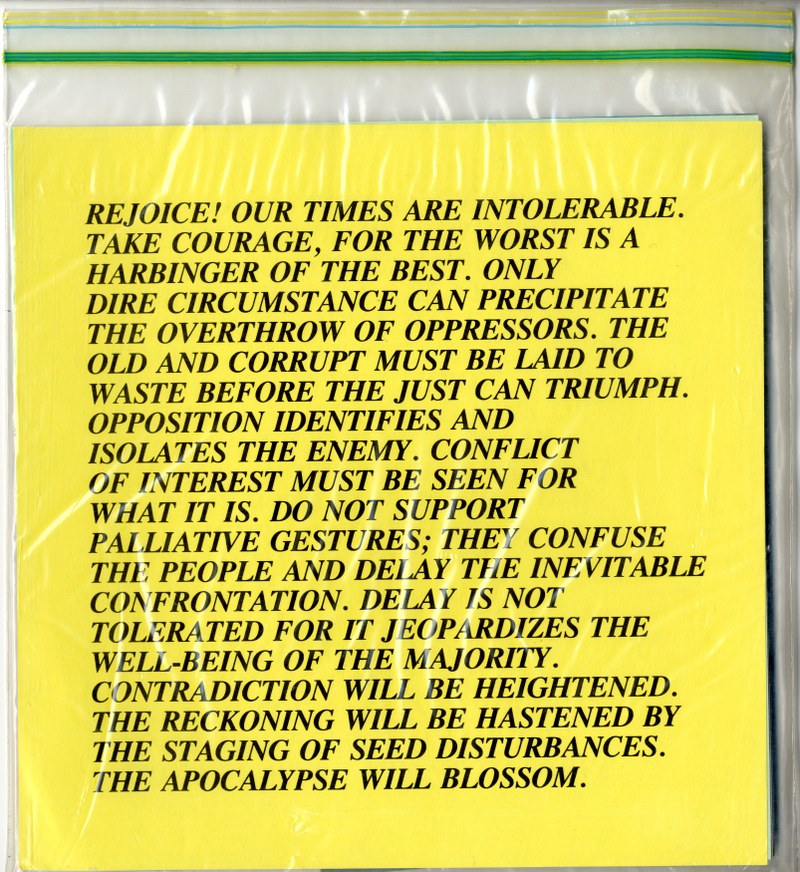 REJOICE! OUR TIMES ARE INTOLERABLE.
TAKE COURAGE, FOR THE WORST IS A
HARBINGER OF THE BEST. ONLY
DIRE CIRCUMSTANCE CAN PRECIPITATE
THE OVERTHROW OF OPPRESSORS. THE
OLD AND CORRUPT MUST BE LAID TO
WASTE BEFORE THE JUST CAN TRIUMPH.
OPPOSITION IDENTIFIES AND
ISOLATES THE ENEMY. CONFLICT
OF INTEREST MUST BE SEEN FOR
WHAT IT IS. DO NOT SUPPORT
PALLIATIVE GESTURES; THEY CONFUSE
THE PEOPLE AND DELAY THE INEVITABLE
CONFRONTATION. DELAY IS NOT
TOLERATED FOR IT JEOPARDIZES THE
WELL-BEING OF THE MAJORITY.
CONTRADICTION WILL BE HEIGHTENED.
THE RECKONING WILL BE HASTENED BY
THE STAGING OF SEED DISTURBANCES.
THE APOCALYPSE WILL BLOSSOM.